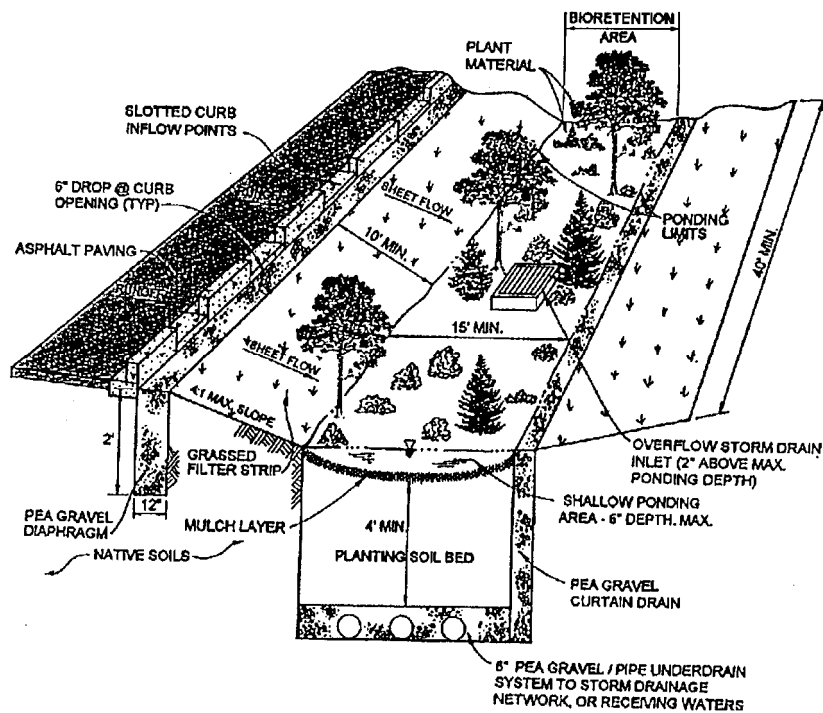 BIORETENTION
AREA
PLANT
MATERIAL
SLOTTED CURB
INFLOW POINTS
6" DROP @ CURB
OPENING (TYP)
ASPHALT PAVING
SHEET FLOW
10' MIN.
PONDING
LIMITS
40' MIN.
15' MIN.
SHEET FLOW
4:1 MAX. SLOPE
2'
GRASSED
FILTER STRIP
OVERFLOW STORM DRAIN
INLET (2" ABOVE MAX.
PONDING DEPTH)
12"
PEA GRAVEL
DIAPHRAGM
MULCH LAYER
4' MIN.
SHALLOW PONDING
AREA - 6" DEPTH. MAX.
NATIVE SOILS
PLANTING SOIL BED
PEA GRAVEL
CURTAIN DRAIN
6" PEA GRAVEL / PIPE UNDERDRAIN
SYSTEM TO STORM DRAINAGE
NETWORK, OR RECEIVING WATERS